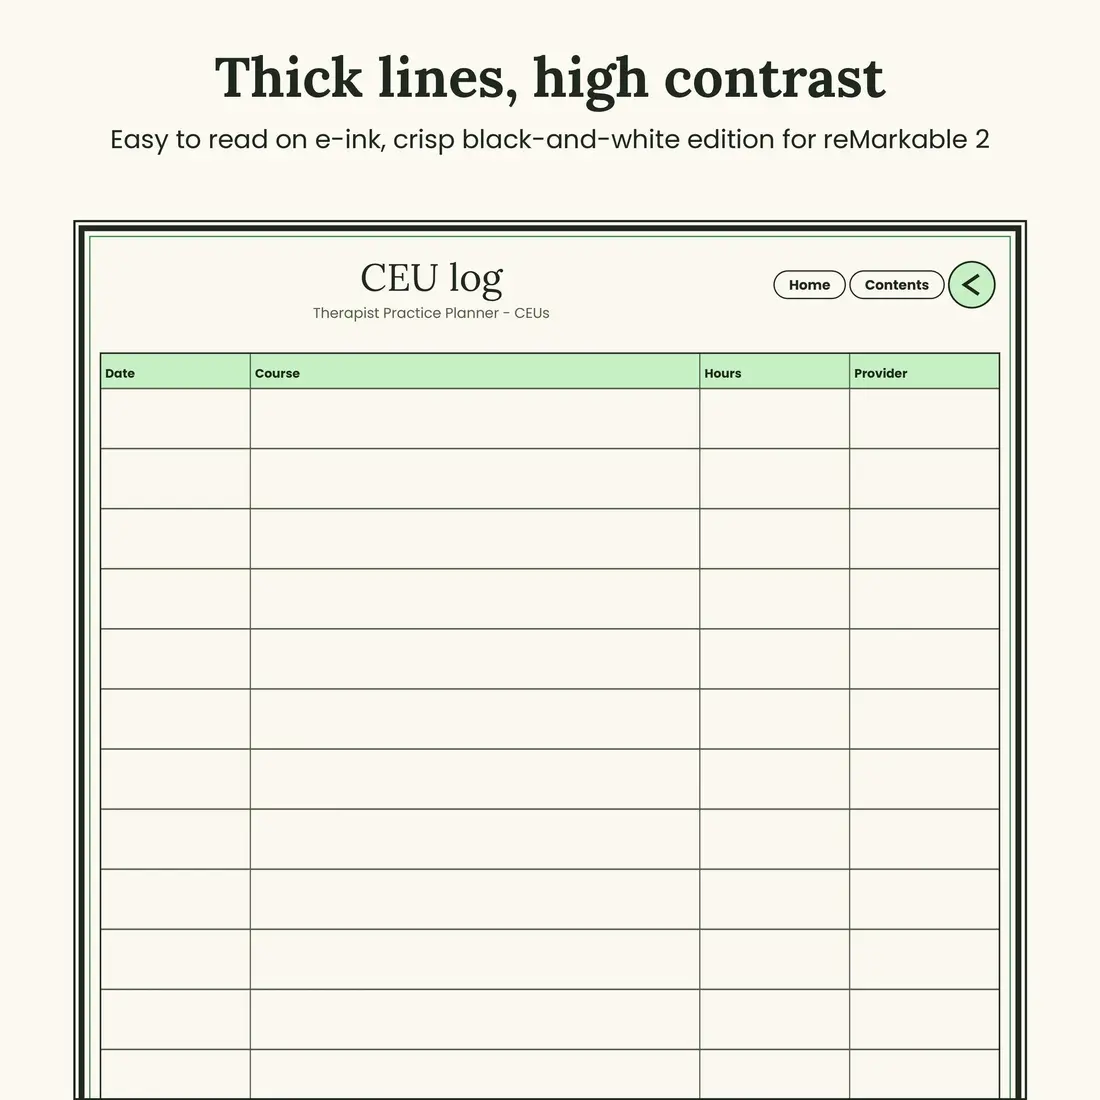 Thick lines, high contrast
Easy to read on e-ink, crisp black-and-white edition for reMarkable 2
CEU log
Therapist Practice Planner - CEUs
Home Contents
Date Course Hours Provider